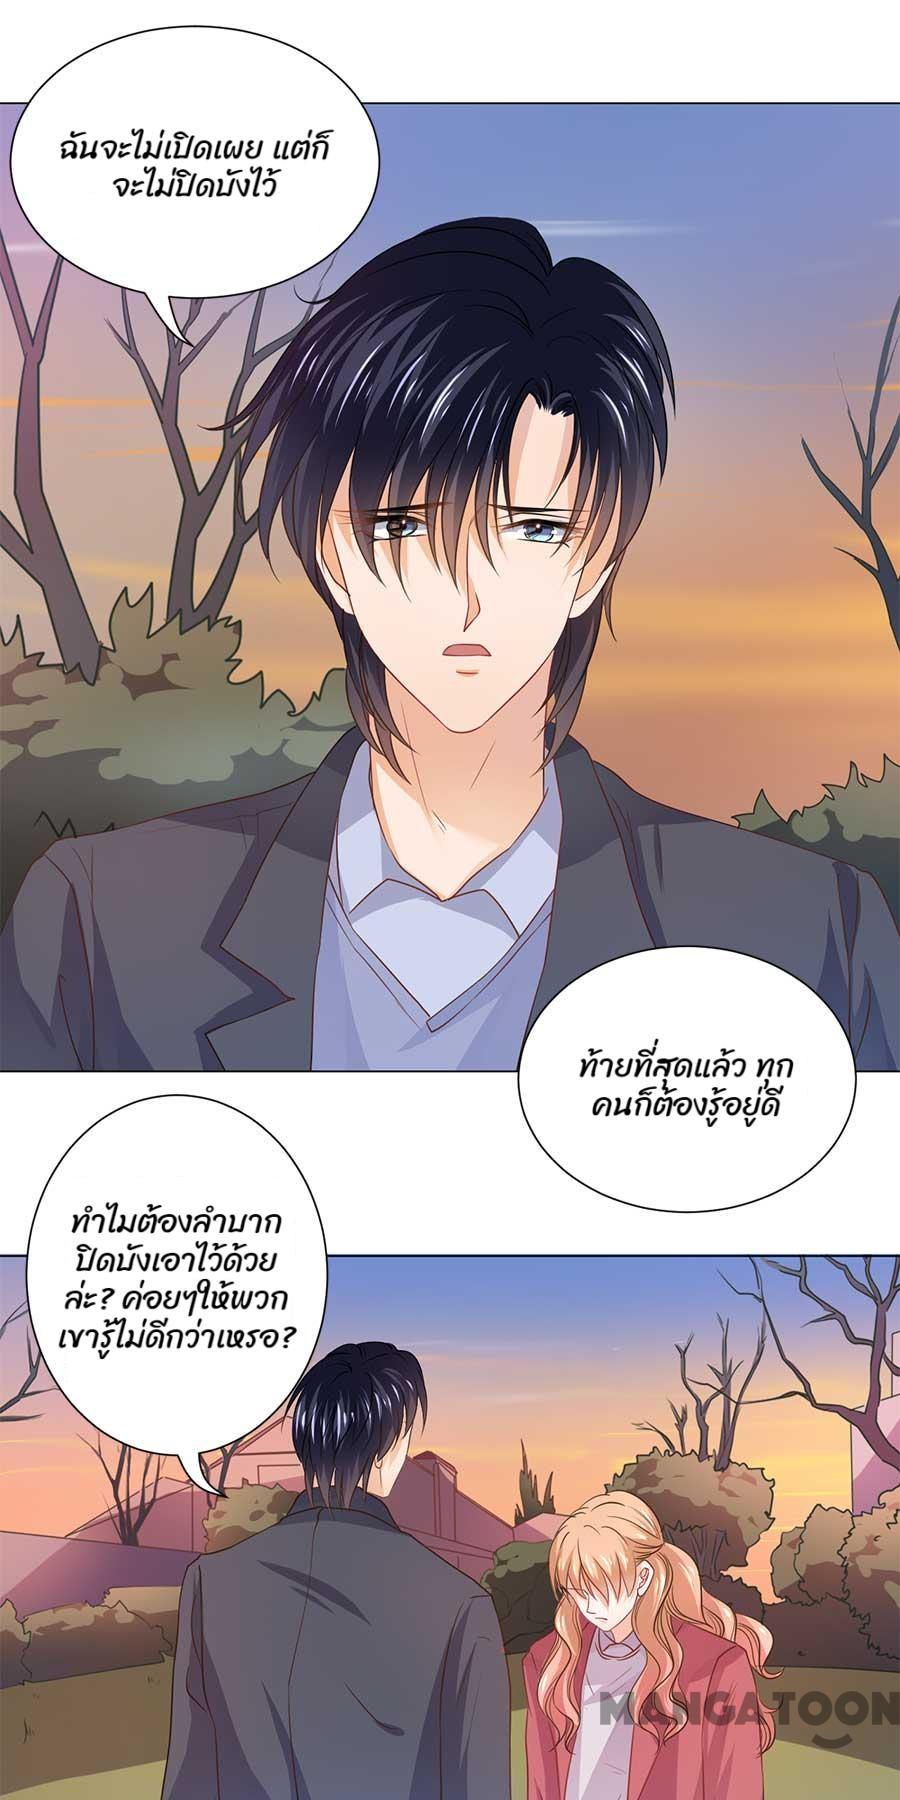 ฉันจะไม่เปิดเผย แต่ก็
จะไม่ปิดบังไว้
ท้ายที่สุดแล้ว ทุก
คนก็ต้องรู้อยู่ดี
ทำไมต้องลำบาก
ปิดบังเอาไว้ด้วย
ล่ะ? ค่อยๆให้พวก
เขารู้ไม่ดีกว่าเหรอ?
MANGATOON